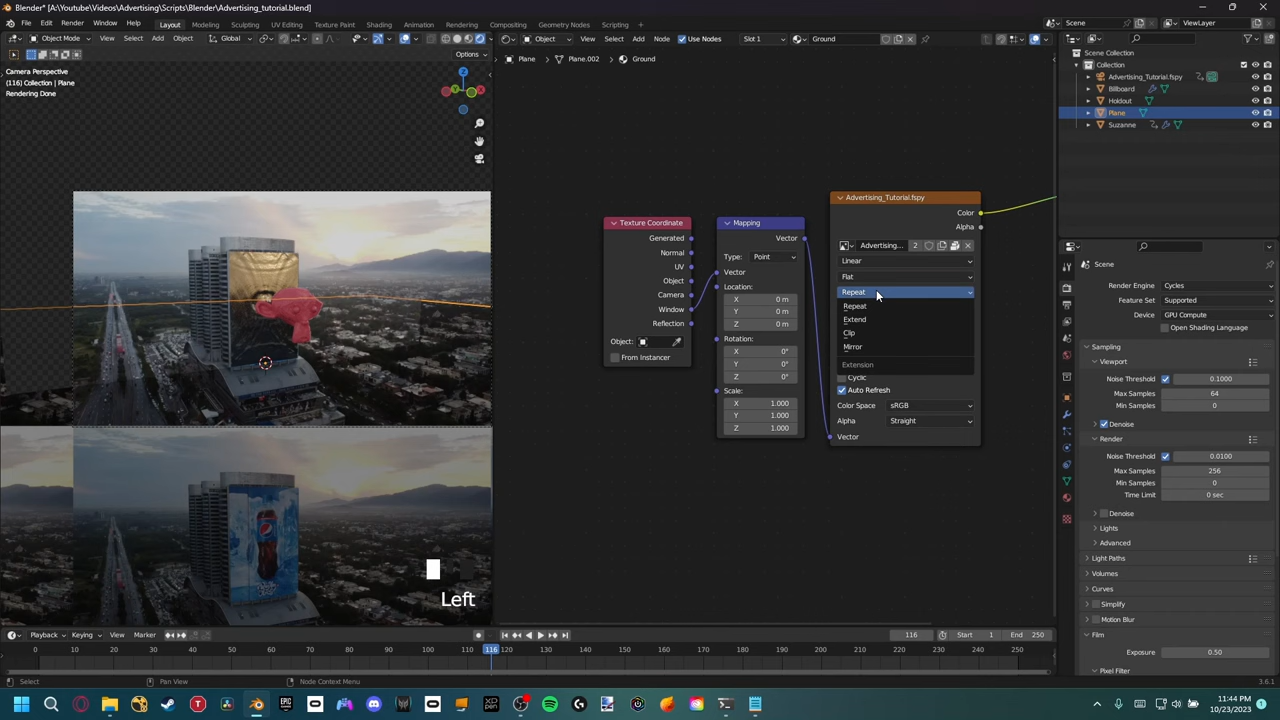 Blender* [A:\Youtube\Videos\Advertising\Scripts\Blender\Advertising_tutorial.blend]
File Edit Render Window Help Layout Modeling Sculpting UV Editing Texture Paint Shading Animation Rendering Compositing Geometry Nodes Scripting + Scene ViewLayer
Object Mode View Select Add Object Global Object View Select Add Node Use Nodes Slot 1 Ground
Options
Camera Perspective
(116) Collection | Plane
Rendering Done
Plane Plane.002 Ground
Scene Collection
Collection
Advertising_Tutorial.fspy
Billboard
Holdout
Plane
Suzanne
Z
X
Y
Texture Coordinate
Generated
Normal
UV
Object
Camera
Window
Reflection
Object:
From Instancer
Mapping
Vector
Type: Point
Vector
Location:
X 0 m
Y 0 m
Z 0 m
Rotation:
X 0°
Y 0°
Z 0°
Scale:
X 1.000
Y 1.000
Z 1.000
Advertising_Tutorial.fspy
Color
Alpha
Advertising... 2
Linear
Flat
Repeat
Repeat
Extend
Clip
Mirror
Extension
Cyclic
Auto Refresh
Color Space sRGB
Alpha Straight
Vector
Left
pepsi
Scene
Render Engine Cycles
Feature Set Supported
Device GPU Compute
Open Shading Language
Sampling
Viewport
Noise Threshold 0.1000
Max Samples 64
Min Samples 0
Denoise
Render
Noise Threshold 0.0100
Max Samples 256
Min Samples 0
Time Limit 0 sec
Denoise
Lights
Advanced
Light Paths
Volumes
Curves
Simplify
Motion Blur
Film
Exposure 0.50
Pixel Filter
Playback Keying View Marker 116 Start 1 End 250
0 10 20 30 40 50 60 70 80 90 100 110 116 120 130 140 150 160 170 180 190 200 210 220 230 240 250
Select Pan View Node Context Menu 3.6.1
11:44 PM
10/23/2023